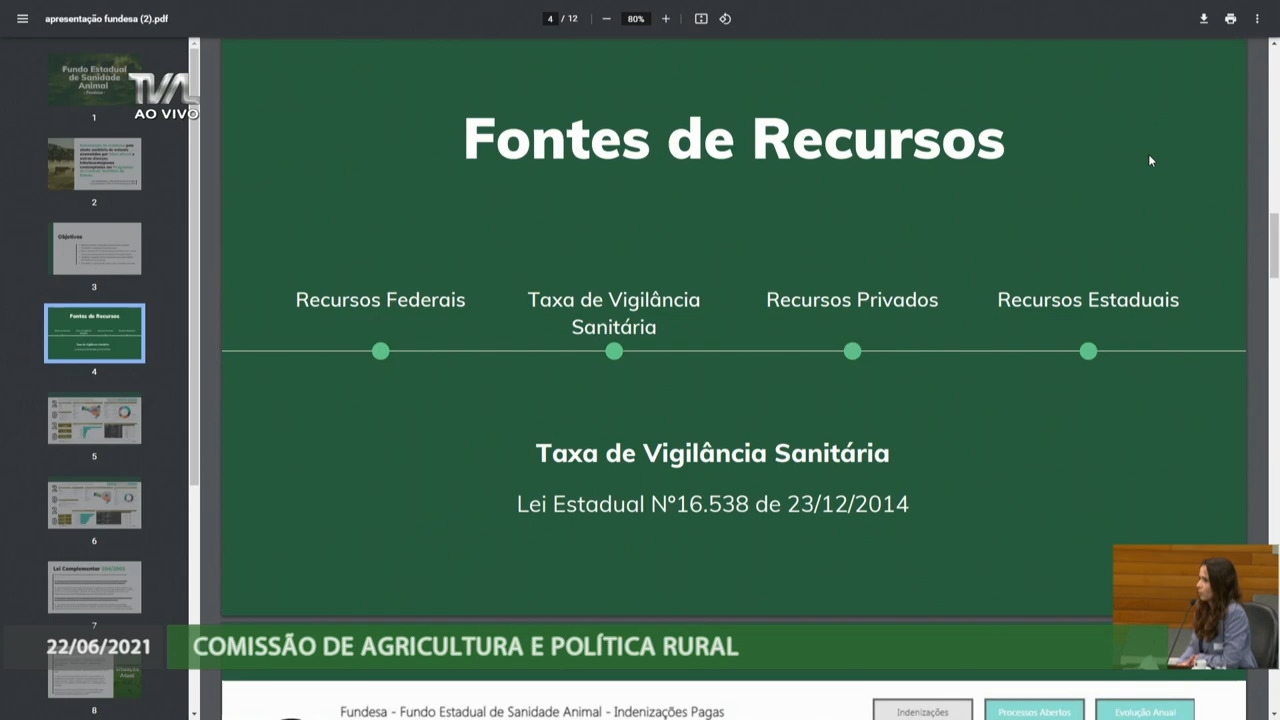 apresentação fundesa (2).pdf
4 / 12
80%
Fundo Estadual
de Sanidade
Animal
TVAL
AO VIVO
1
2
Objetivos
3
Fontes de Recursos
4
5
6
Lei Complementar
7
8
Fontes de Recursos
Recursos Federais
Taxa de Vigilância
Sanitária
Recursos Privados
Recursos Estaduais
Taxa de Vigilância Sanitária
Lei Estadual Nº16.538 de 23/12/2014
22/06/2021
COMISSÃO DE AGRICULTURA E POLÍTICA RURAL
Fundesa - Fundo Estadual de Sanidade Animal - Indenizações Pagas
Indenizações
Processos Abertos
Evolução Anual